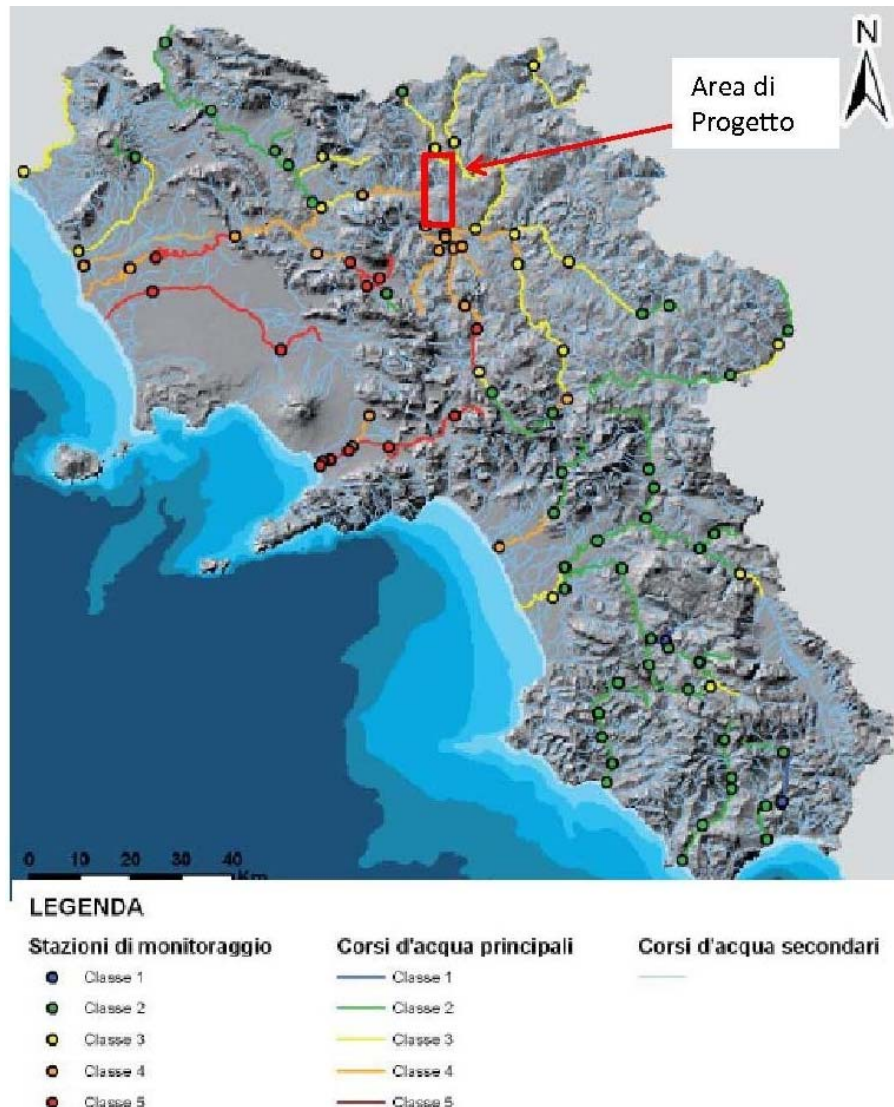 N
Area di
Progetto
0 10 20 30 40
Km
LEGENDA
Stazioni di monitoraggio
Classe 1
Classe 2
Classe 3
Classe 4
Classe 5
Corsi d'acqua principali
Classe 1
Classe 2
Classe 3
Classe 4
Classe 5
Corsi d'acqua secondari